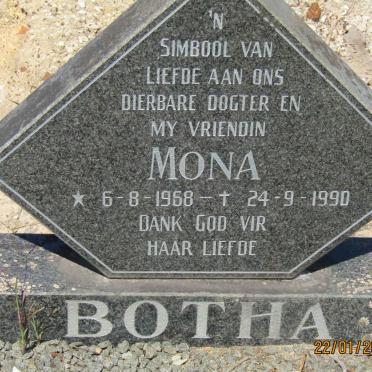 'N
SIMBOOL VAN
LIEFDE AAN ONS
DIERBARE DOGTER EN
MY VRIENDIN
MONA
★ 6-8-1968 – ✝ 24-9-1990
DANK GOD VIR
HAAR LIEFDE
BOTHA
22/01/2